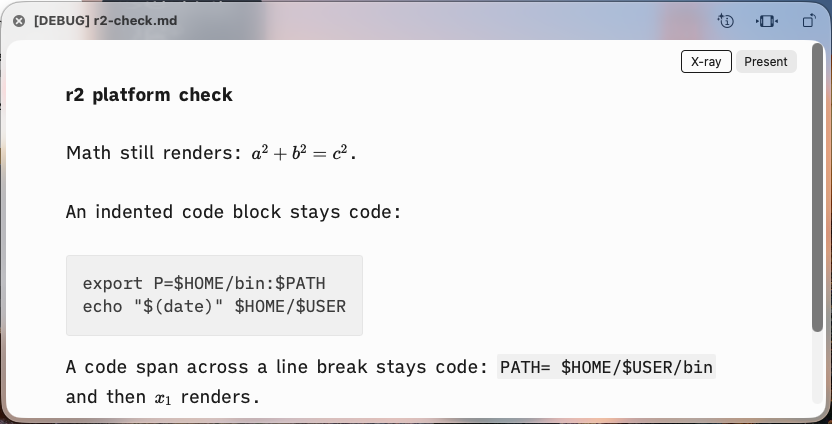 [DEBUG] r2-check.md
X-ray Present
r2 platform check
Math still renders: a² + b² = c².
An indented code block stays code:
export P=$HOME/bin:$PATH
echo "$(date)" $HOME/$USER
A code span across a line break stays code: PATH= $HOME/$USER/bin
and then x₁ renders.